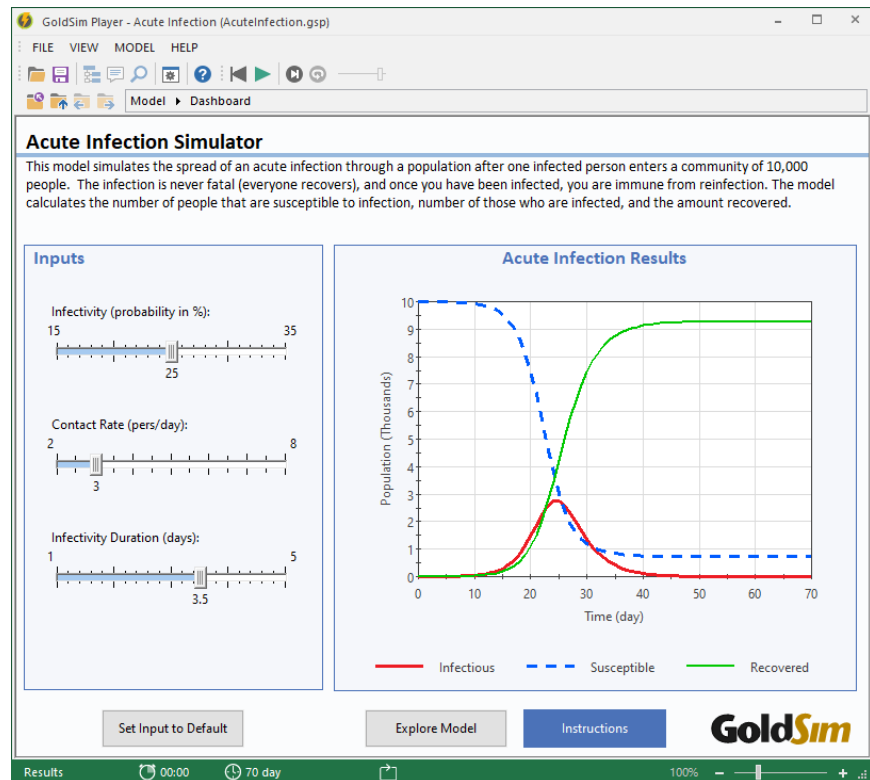 GoldSim Player - Acute Infection (AcuteInfection.gsp)
FILE VIEW MODEL HELP
Model Dashboard
Acute Infection Simulator
This model simulates the spread of an acute infection through a population after one infected person enters a community of 10,000
people. The infection is never fatal (everyone recovers), and once you have been infected, you are immune from reinfection. The model
calculates the number of people that are susceptible to infection, number of those who are infected, and the amount recovered.
Inputs
Infectivity (probability in %):
15 35
25
Contact Rate (pers/day):
2 8
3
Infectivity Duration (days):
1 5
3.5
Acute Infection Results
Population (Thousands)
10
9
8
7
6
5
4
3
2
1
0
0 10 20 30 40 50 60 70
Time (day)
Infectious Susceptible Recovered
Set Input to Default Explore Model Instructions GoldSim
Results 00:00 70 day 100%